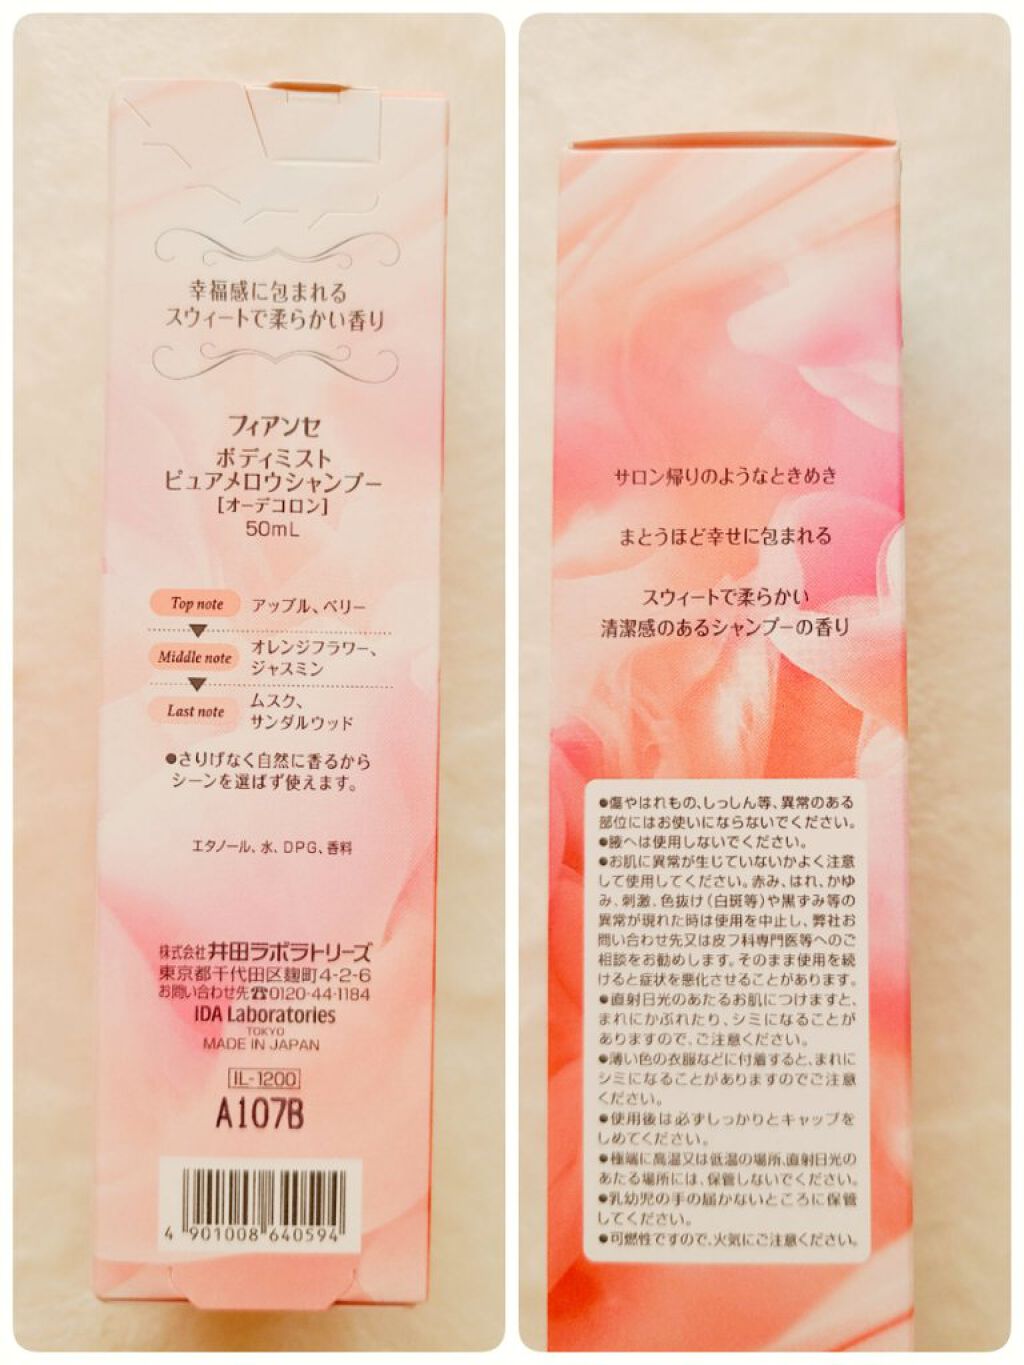 幸福感に包まれる
スウィートで柔らかい香り
フィアンセ
ボディミスト
ピュアメロウシャンプー
[オーデコロン]
50mL
Top note アップル、ベリー
Middle note オレンジフラワー、
ジャスミン
Last note ムスク、
サンダルウッド
●さりげなく自然に香るから
シーンを選ばず使えます。
エタノール、水、DPG、香料
株式会社 井田ラボラトリーズ
東京都千代田区麹町4-2-6
お問い合わせ先☎0120-44-1184
IDA Laboratories
TOKYO
MADE IN JAPAN
IL-1200
A107B
4 901008 640594
サロン帰りのようなときめき
まとうほど幸せに包まれる
スウィートで柔らかい
清潔感のあるシャンプーの香り
●傷やはれもの、しっしん等、異常のある
部位にはお使いにならないでください。
●腋へは使用しないでください。
●お肌に異常が生じていないかよく注意
して使用してください。赤み、はれ、かゆ
み、刺激、色抜け(白斑等)や黒ずみ等の
異常が現れた時は使用を中止し、弊社お
問い合わせ先又は皮フ科専門医等へのご
相談をお勧めします。そのまま使用を続
けると症状を悪化させることがあります。
●直射日光のあたるお肌につけますと、
まれにかぶれたり、シミになることが
ありますので、ご注意ください。
●薄い色の衣服などに付着すると、まれに
シミになることがありますのでご注意
ください。
●使用後は必ずしっかりとキャップを
しめてください。
●極端に高温又は低温の場所、直射日光の
あたる場所には、保管しないでください。
●乳幼児の手の届かないところに保管
してください。
●可燃性ですので、火気にご注意ください。